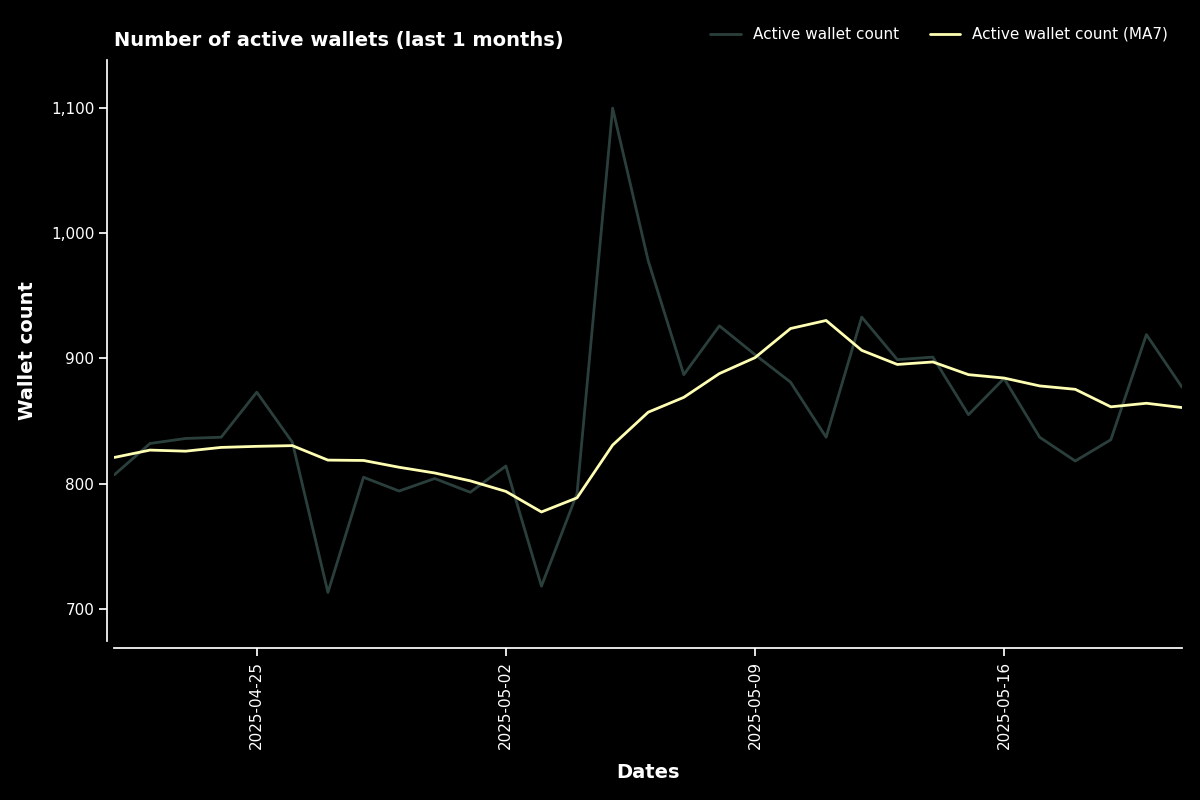 Number of active wallets (last 1 months)
Active wallet count
Active wallet count (MA7)
Wallet count
1,100
1,000
900
800
700
2025-04-25
2025-05-02
2025-05-09
2025-05-16
Dates